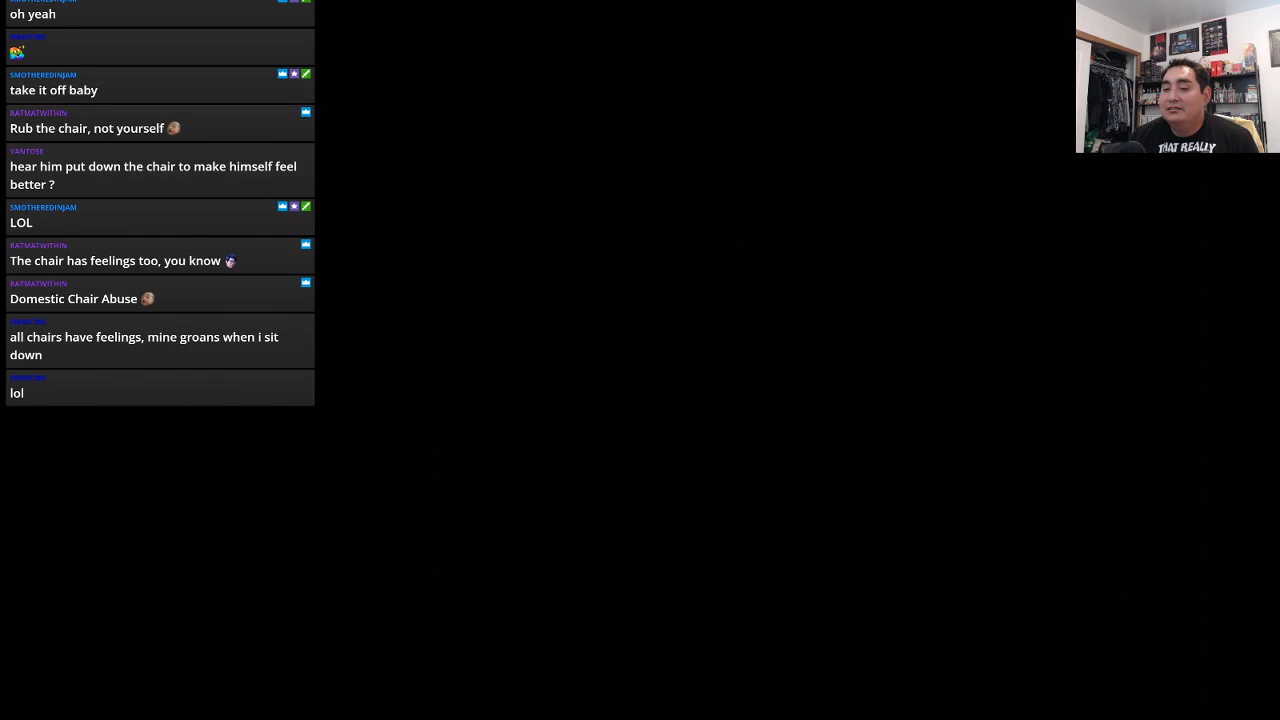 SMOTHEREDINJAM
oh yeah
SMOTHEREDINJAM
take it off baby
RATMATWITHIN
Rub the chair, not yourself
VANTOSE
hear him put down the chair to make himself feel
better ?
SMOTHEREDINJAM
LOL
RATMATWITHIN
The chair has feelings too, you know
RATMATWITHIN
Domestic Chair Abuse
all chairs have feelings, mine groans when i sit
down
lol
THAT REALLY